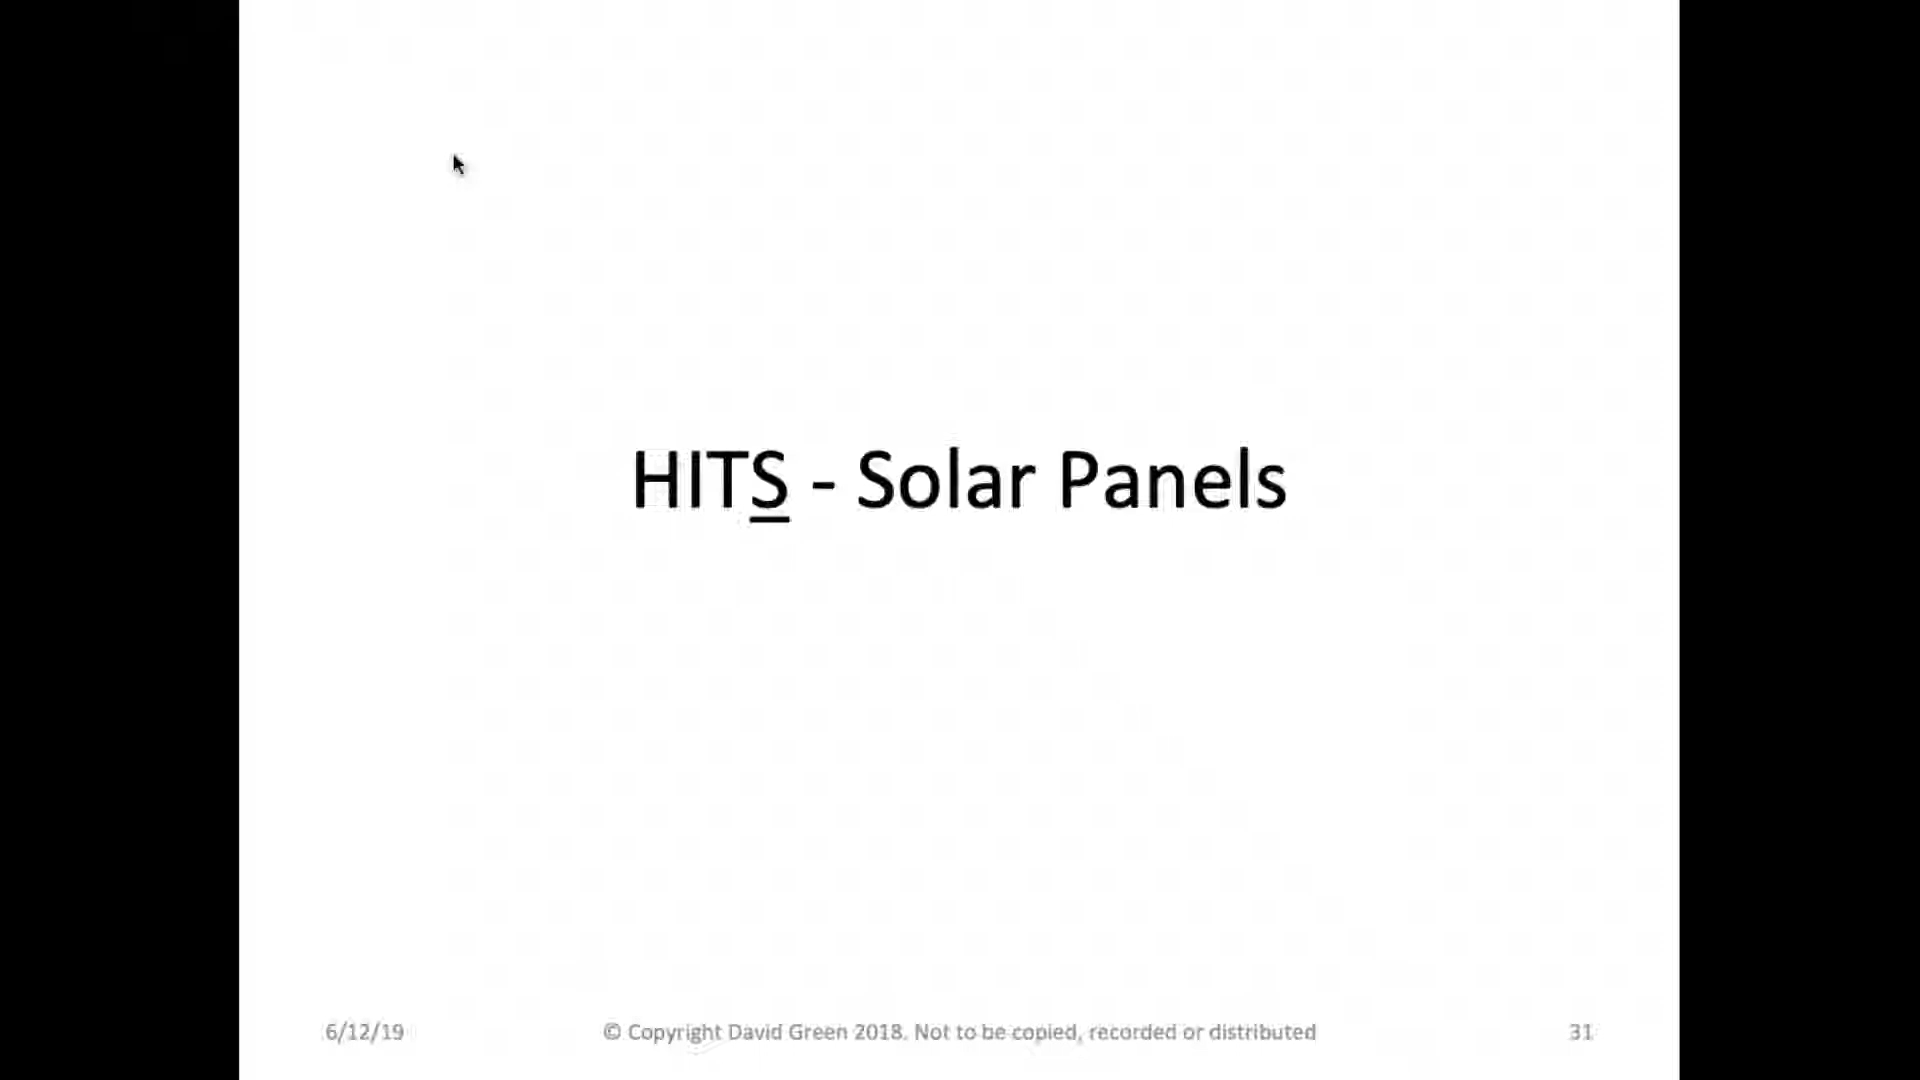 HITS - Solar Panels
6/12/19
© Copyright David Green 2018. Not to be copied, recorded or distributed
31